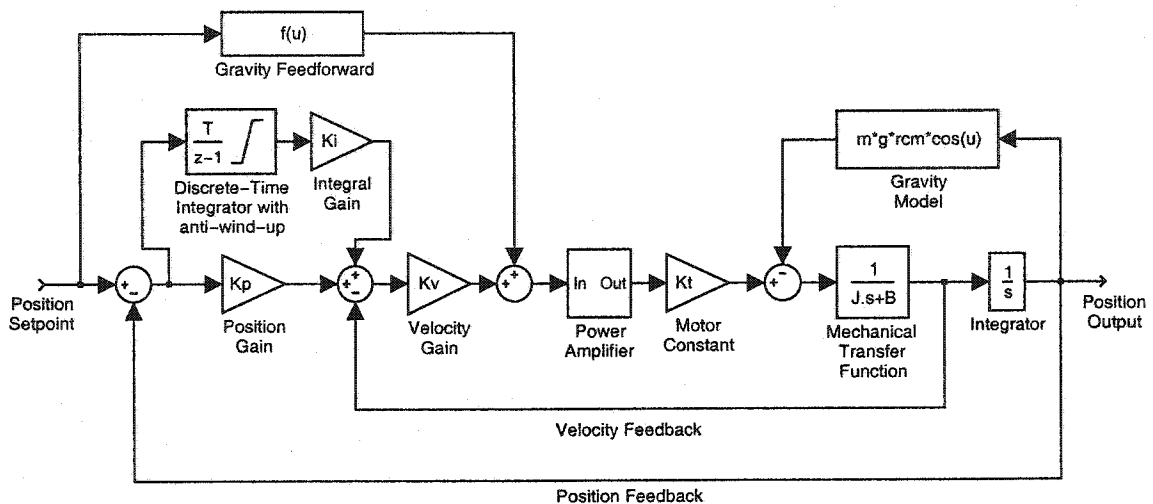 f(u)
Gravity Feedforward
T
z−1
Ki
Discrete−Time
Integrator with
anti−wind−up
Integral
Gain
m*g*rcm*cos(u)
Gravity
Model
Position
Setpoint
+
−
Kp
Position
Gain
+
+
−
Kv
Velocity
Gain
+
+
In Out
Power
Amplifier
Kt
Motor
Constant
−
+
1
J.s+B
Mechanical
Transfer
Function
1
s
Integrator
Position
Output
Velocity Feedback
Position Feedback